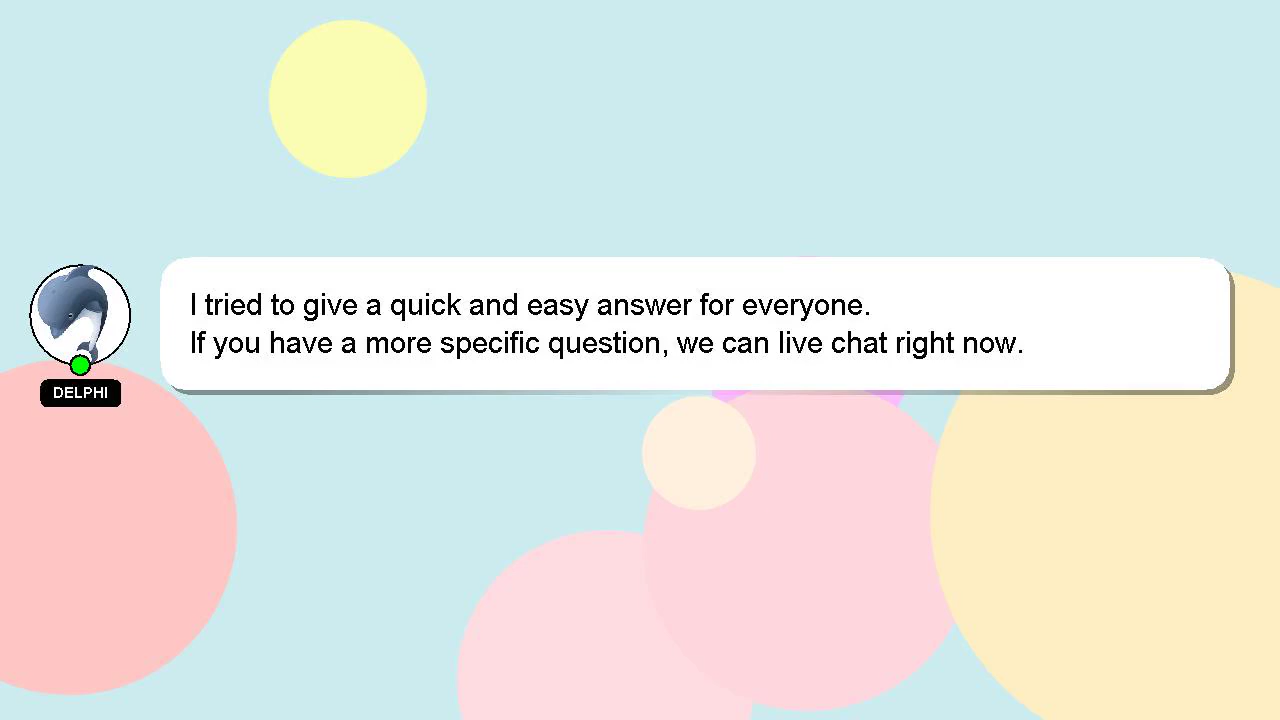 I tried to give a quick and easy answer for everyone.
If you have a more specific question, we can live chat right now.
DELPHI